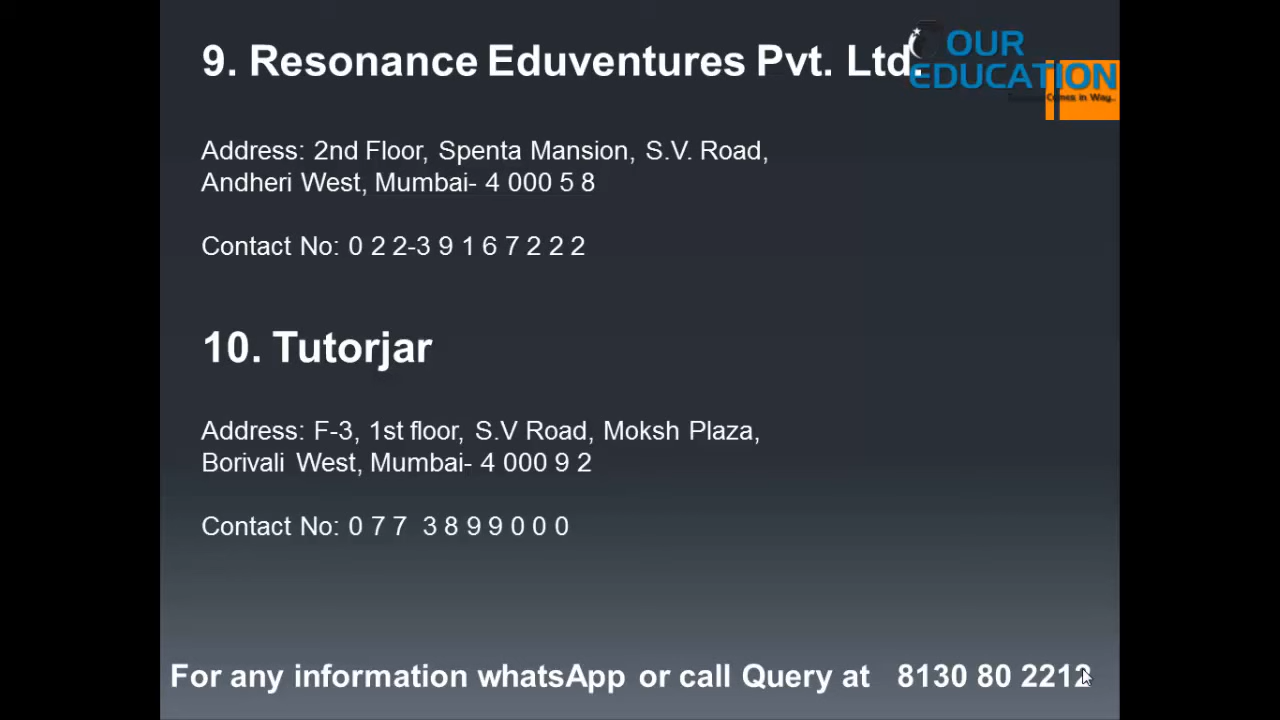 9. Resonance Eduventures Pvt. Ltd.
OUR
EDUCATION
Comes in Way..
Address: 2nd Floor, Spenta Mansion, S.V. Road,
Andheri West, Mumbai- 4 000 5 8
Contact No: 0 2 2-3 9 1 6 7 2 2 2
10. Tutorjar
Address: F-3, 1st floor, S.V Road, Moksh Plaza,
Borivali West, Mumbai- 4 000 9 2
Contact No: 0 7 7  3 8 9 9 0 0 0
For any information whatsApp or call Query at 8130 80 2212